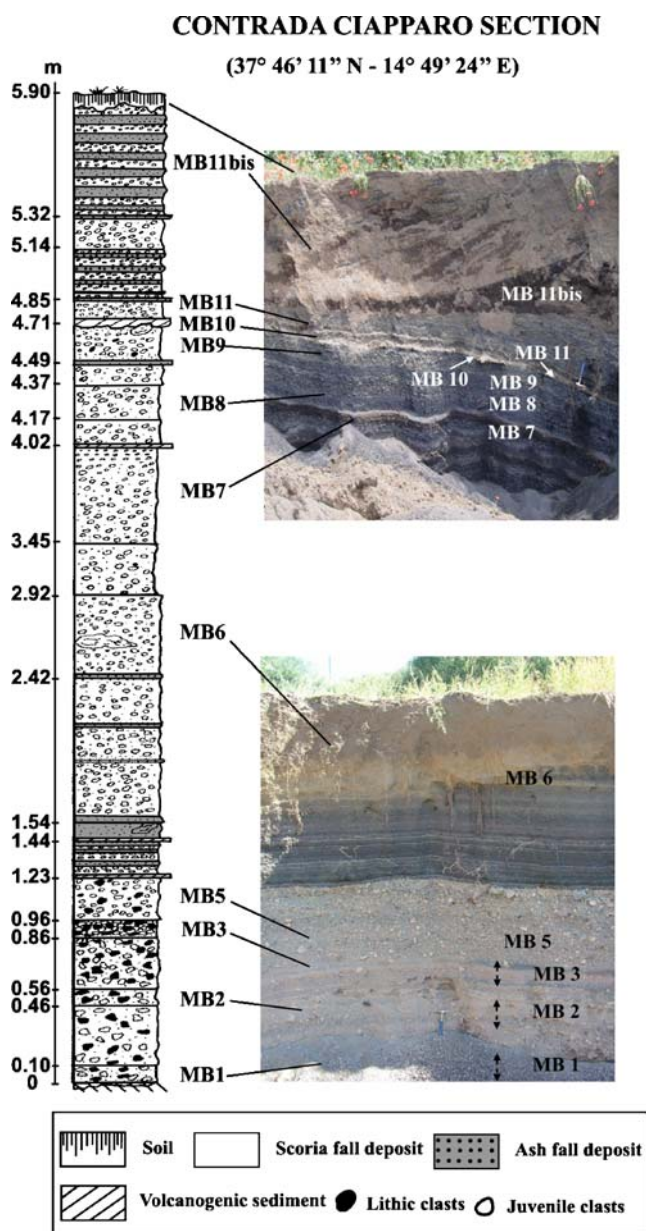 CONTRADA CIAPPARO SECTION
(37° 46' 11” N - 14° 49' 24” E)
m
5.90
5.32
5.14
4.85
4.71
4.49
4.37
4.17
4.02
3.45
2.92
2.42
1.54
1.44
1.23
0.96
0.86
0.56
0.46
0.10
0
MB11bis
MB11
MB10
MB9
MB8
MB7
MB6
MB5
MB3
MB2
MB1
MB 11bis
MB 11
MB 10
MB 9
MB 8
MB 7
MB 6
MB 5
MB 3
MB 2
MB 1
Soil
Scoria fall deposit
Ash fall deposit
Volcanogenic sediment
Lithic clasts
Juvenile clasts